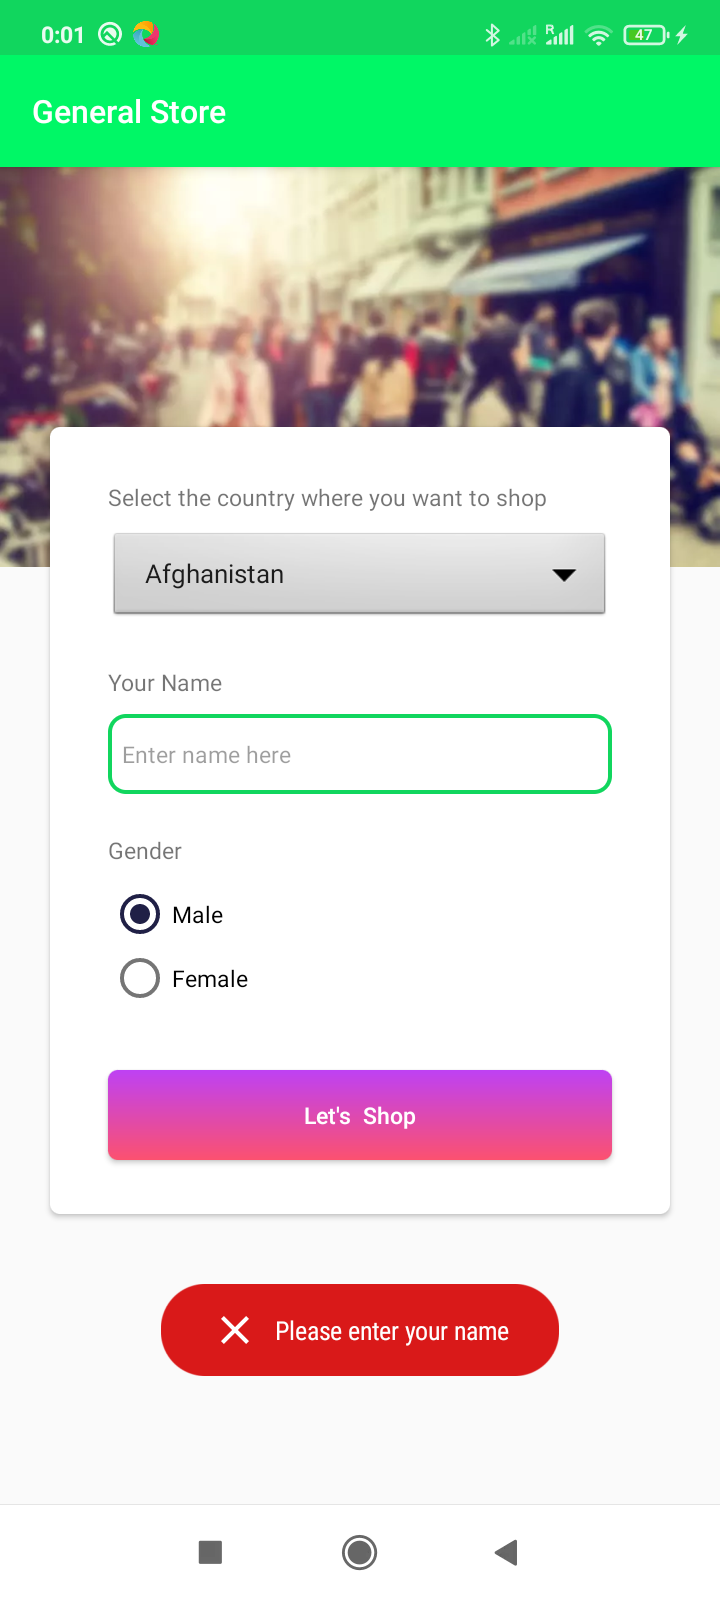 0:01
R
47
General Store
Select the country where you want to shop
Afghanistan
Your Name
Enter name here
Gender
Male
Female
Let's  Shop
Please enter your name